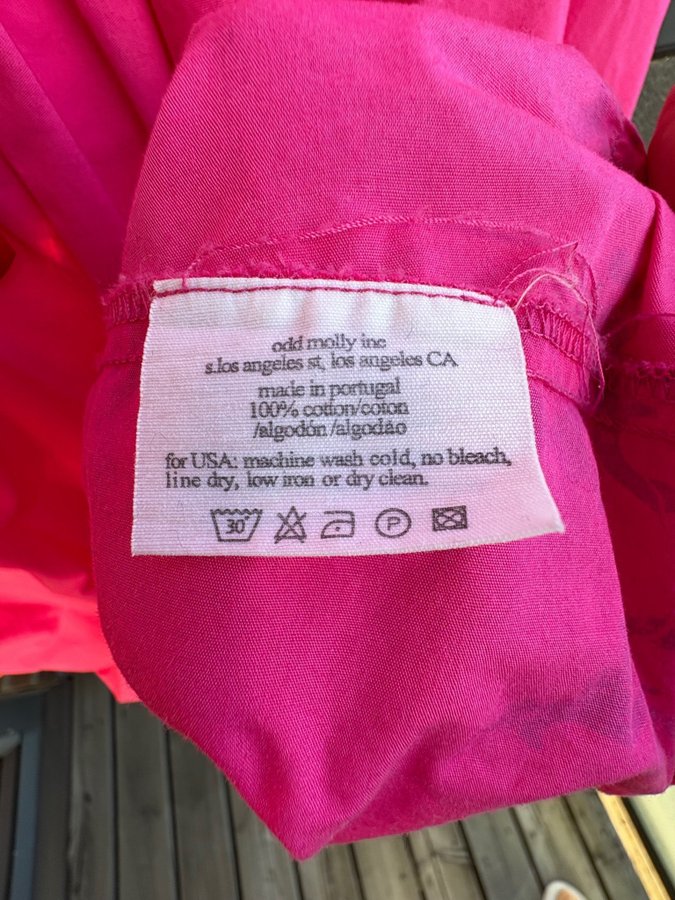 odd molly inc
s.los angeles st, los angeles CA
made in portugal
100% cotton/coton
/algodón/algodão
for USA: machine wash cold, no bleach,
line dry, low iron or dry clean.
30°
P